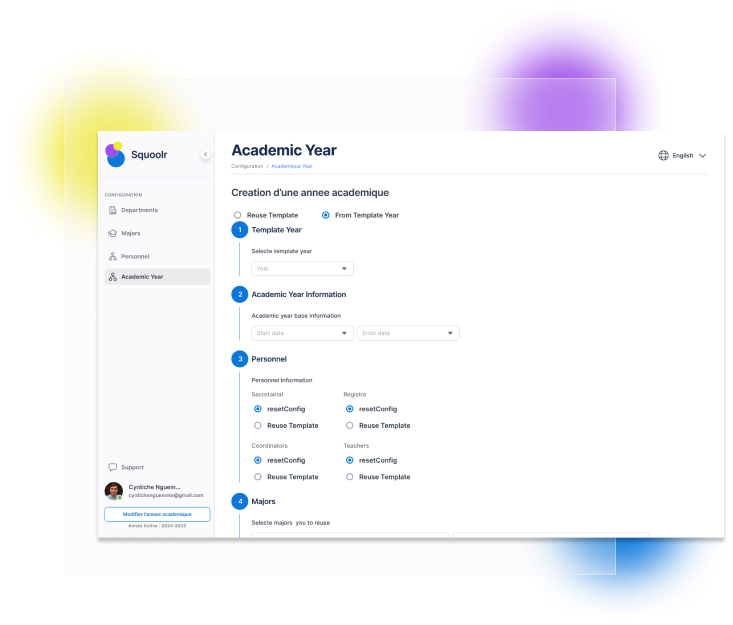 Squoolr
CONFIGURATION
Departments
Majors
Personnel
Academic Year
Support
Cyntiche Nguem...
cyntichenguemete@gmail.com
Modifier l'annee academique
Année Active : 2024-2025
Academic Year
Configuration | Academique Year
English
Creation d'une annee academique
Reuse Template From Template Year
1 Template Year
Selecte template year
Year
2 Academic Year Information
Academic year base information
Start date Ends date
3 Personnel
Personnel Information
Secretairiat Registre
resetConfig resetConfig
Reuse Template Reuse Template
Coordinators Teachers
resetConfig resetConfig
Reuse Template Reuse Template
4 Majors
Selecte majors you to reuse